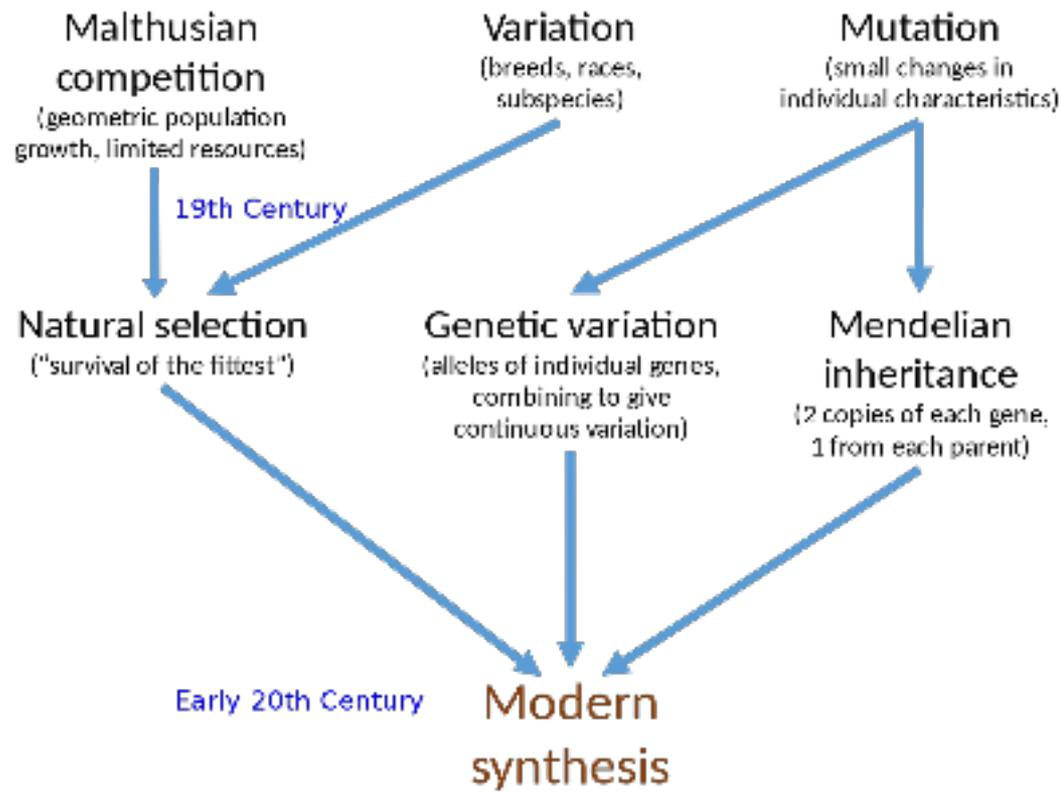 Malthusian
competition
(geometric population
growth, limited resources)
Variation
(breeds, races,
subspecies)
Mutation
(small changes in
individual characteristics)
19th Century
Natural selection
("survival of the fittest")
Genetic variation
(alleles of individual genes,
combining to give
continuous variation)
Mendelian
inheritance
(2 copies of each gene,
1 from each parent)
Early 20th Century
Modern
synthesis